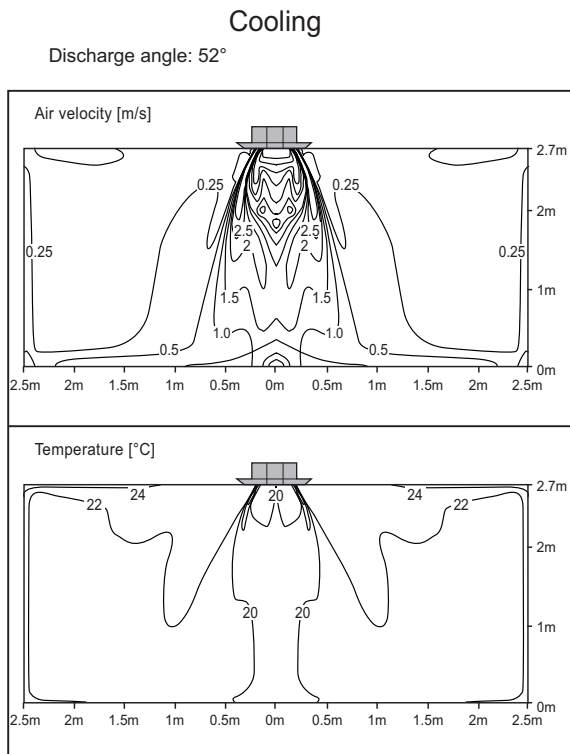 Cooling
Discharge angle: 52°
Air velocity [m/s]
2.7m
0.25 0.25
2m
0.25 2.5 2.5 0.25
2 2
1.5 1.5 1m
1.0 1.0
0.5 0.5
0m
2.5m 2m 1.5m 1m 0.5m 0m 0.5m 1m 1.5m 2m 2.5m
Temperature [°C]
2.7m
24 20 24
22 22
2m
20 20 1m
0m
2.5m 2m 1.5m 1m 0.5m 0m 0.5m 1m 1.5m 2m 2.5m